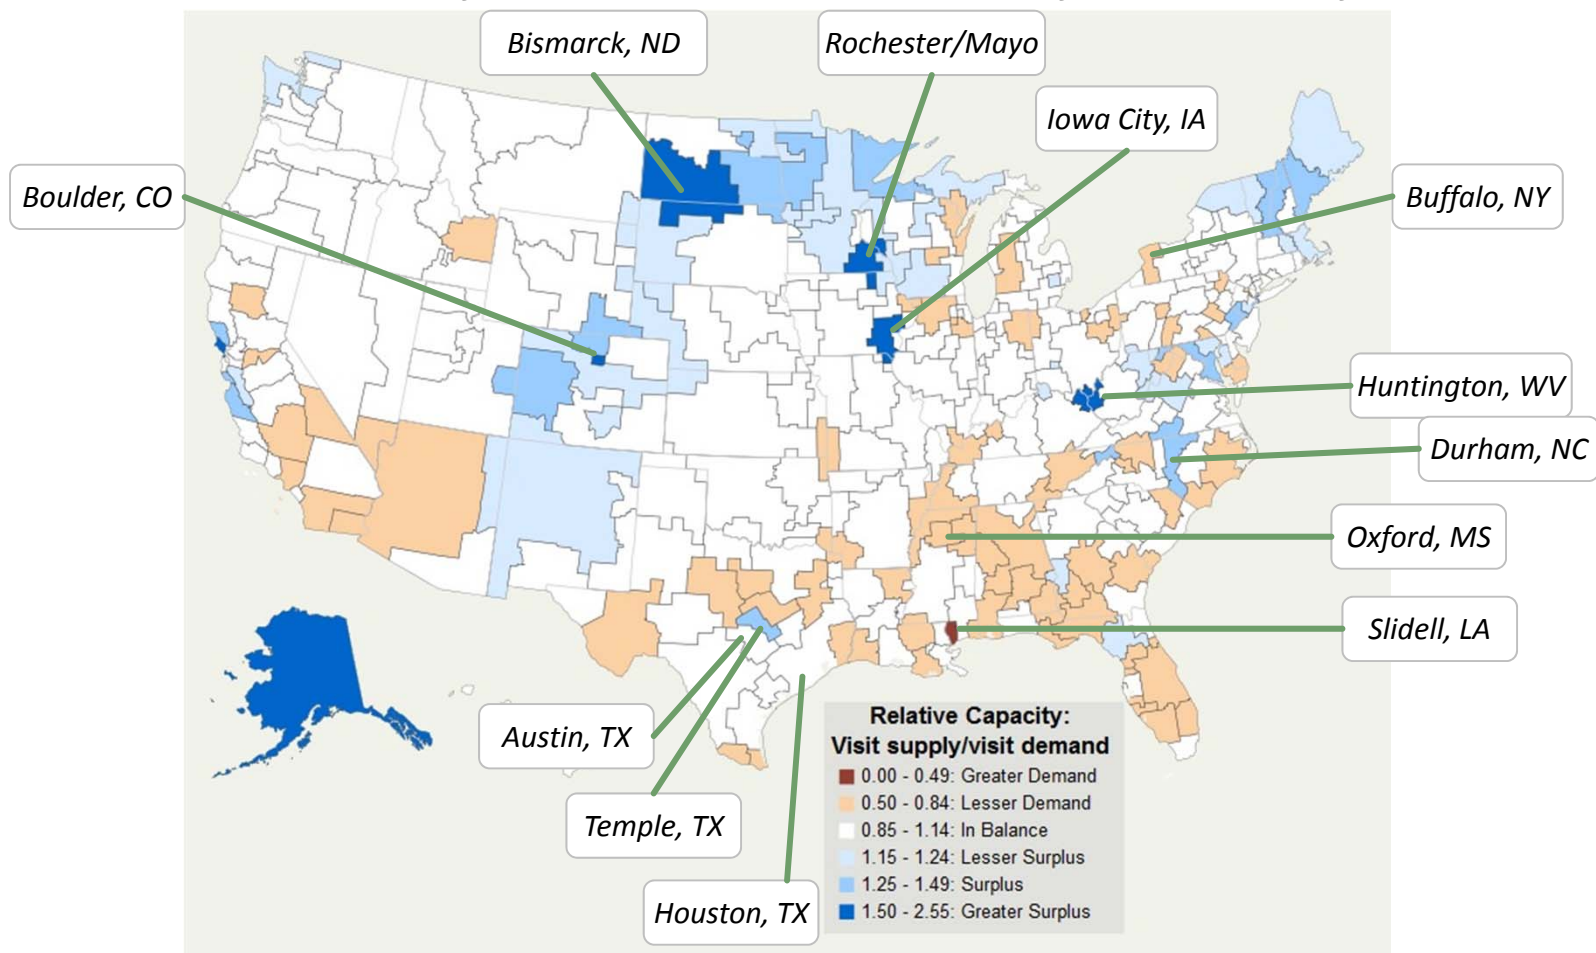 Bismarck, ND
Rochester/Mayo
Iowa City, IA
Boulder, CO
Buffalo, NY
Huntington, WV
Durham, NC
Oxford, MS
Slidell, LA
Austin, TX
Temple, TX
Houston, TX
Relative Capacity:
Visit supply/visit demand
0.00 - 0.49: Greater Demand
0.50 - 0.84: Lesser Demand
0.85 - 1.14: In Balance
1.15 - 1.24: Lesser Surplus
1.25 - 1.49: Surplus
1.50 - 2.55: Greater Surplus